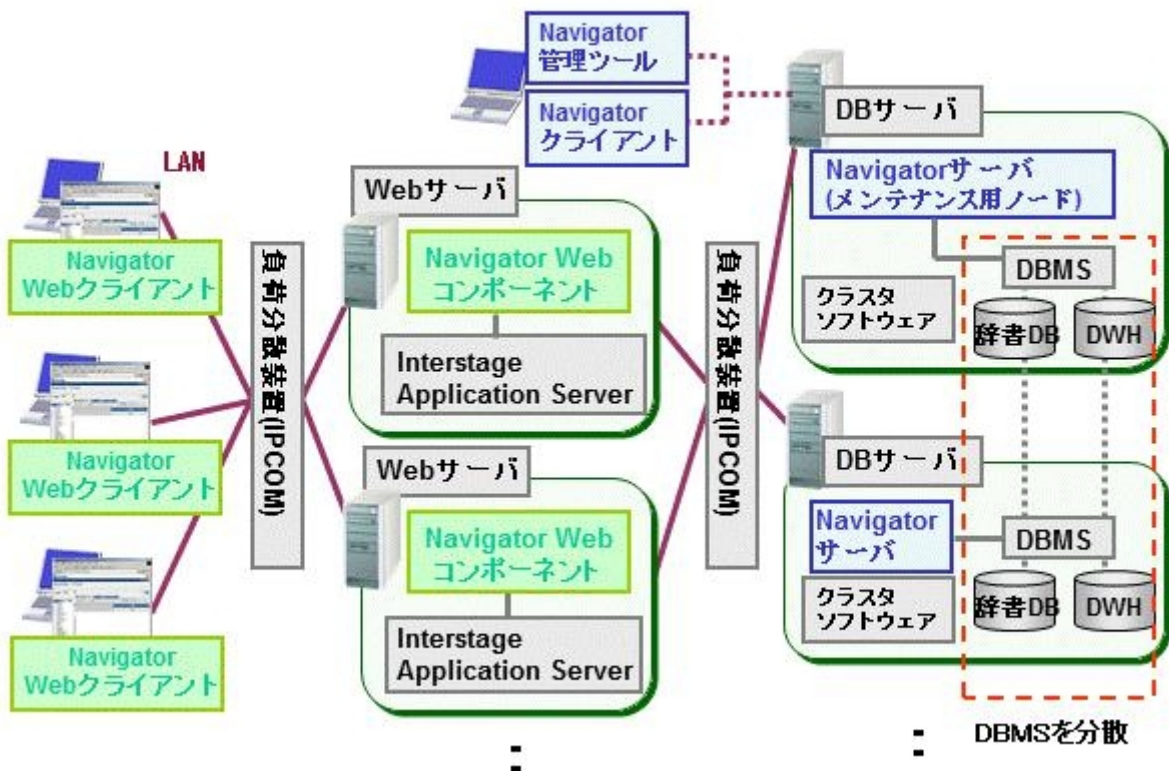 Navigator
管理ツール
Navigator
クライアント
DBサーバ
LAN
Webサーバ
Navigatorサーバ
(メンテナンス用ノード)
Navigator
Webクライアント
負荷分散装置(IPCOM)
Navigator Web
コンポーネント
負荷分散装置(IPCOM)
DBMS
クラスタ
ソフトウェア
辞書DB
DWH
Interstage
Application Server
Navigator
Webクライアント
Webサーバ
DBサーバ
Navigator
サーバ
DBMS
Navigator Web
コンポーネント
クラスタ
ソフトウェア
辞書DB
DWH
Interstage
Application Server
Navigator
Webクライアント
DBMSを分散